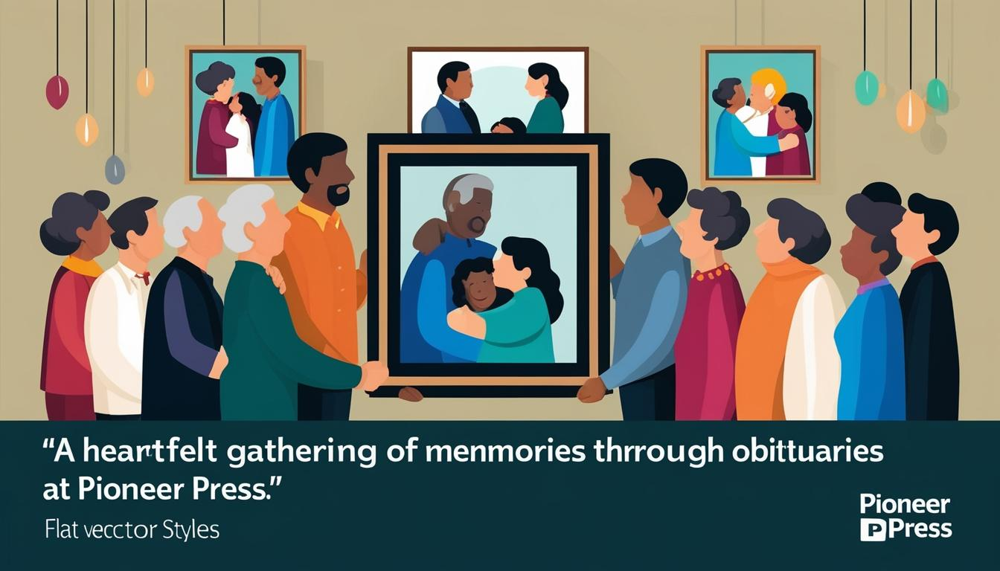 “A heartfelt gathering of menmories thrrough obittuaries
at Pioneer Press.”
Flat vecctor Styles
Pioneer
P Press